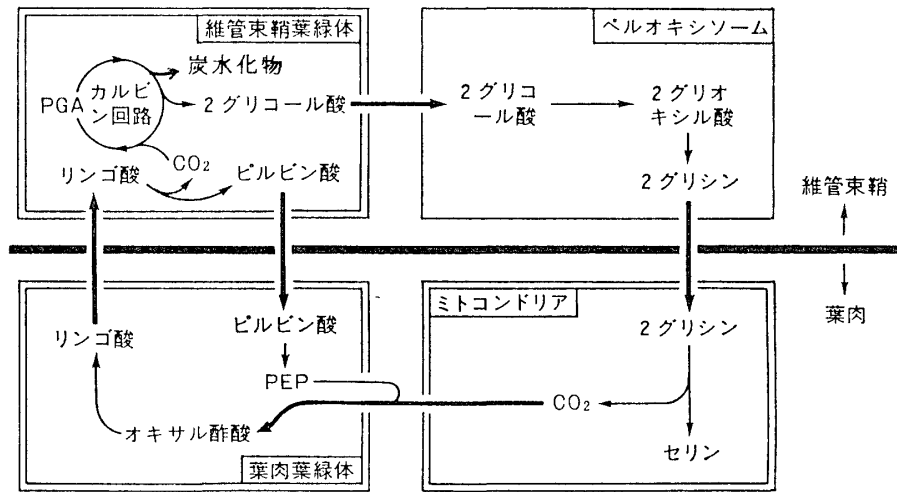 維管束鞘葉緑体
炭水化物
PGA
カルビ
ン回路
2グリコール酸
リンゴ酸
CO₂
ピルビン酸
ペルオキシソーム
2グリコ
ール酸
2グリオ
キシル酸
2グリシン
維管束鞘
葉肉
リンゴ酸
ピルビン酸
PEP
オキサル酢酸
葉肉葉緑体
ミトコンドリア
2グリシン
CO₂
セリン